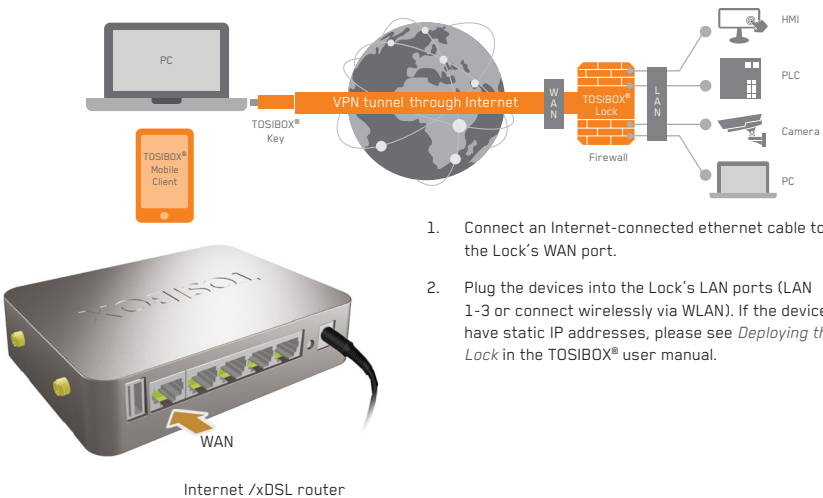 PC
TOSIBOX®
Key
VPN tunnel through Internet
WAN
TOSIBOX®
Lock
Firewall
LAN
HMI
PLC
Camera
PC
TOSIBOX®
Mobile
Client
1. Connect an Internet-connected ethernet cable to
the Lock's WAN port.
2. Plug the devices into the Lock's LAN ports (LAN
1-3 or connect wirelessly via WLAN). If the device
have static IP addresses, please see Deploying th
Lock in the TOSIBOX® user manual.
TOSIBOX
WAN
Internet /xDSL router